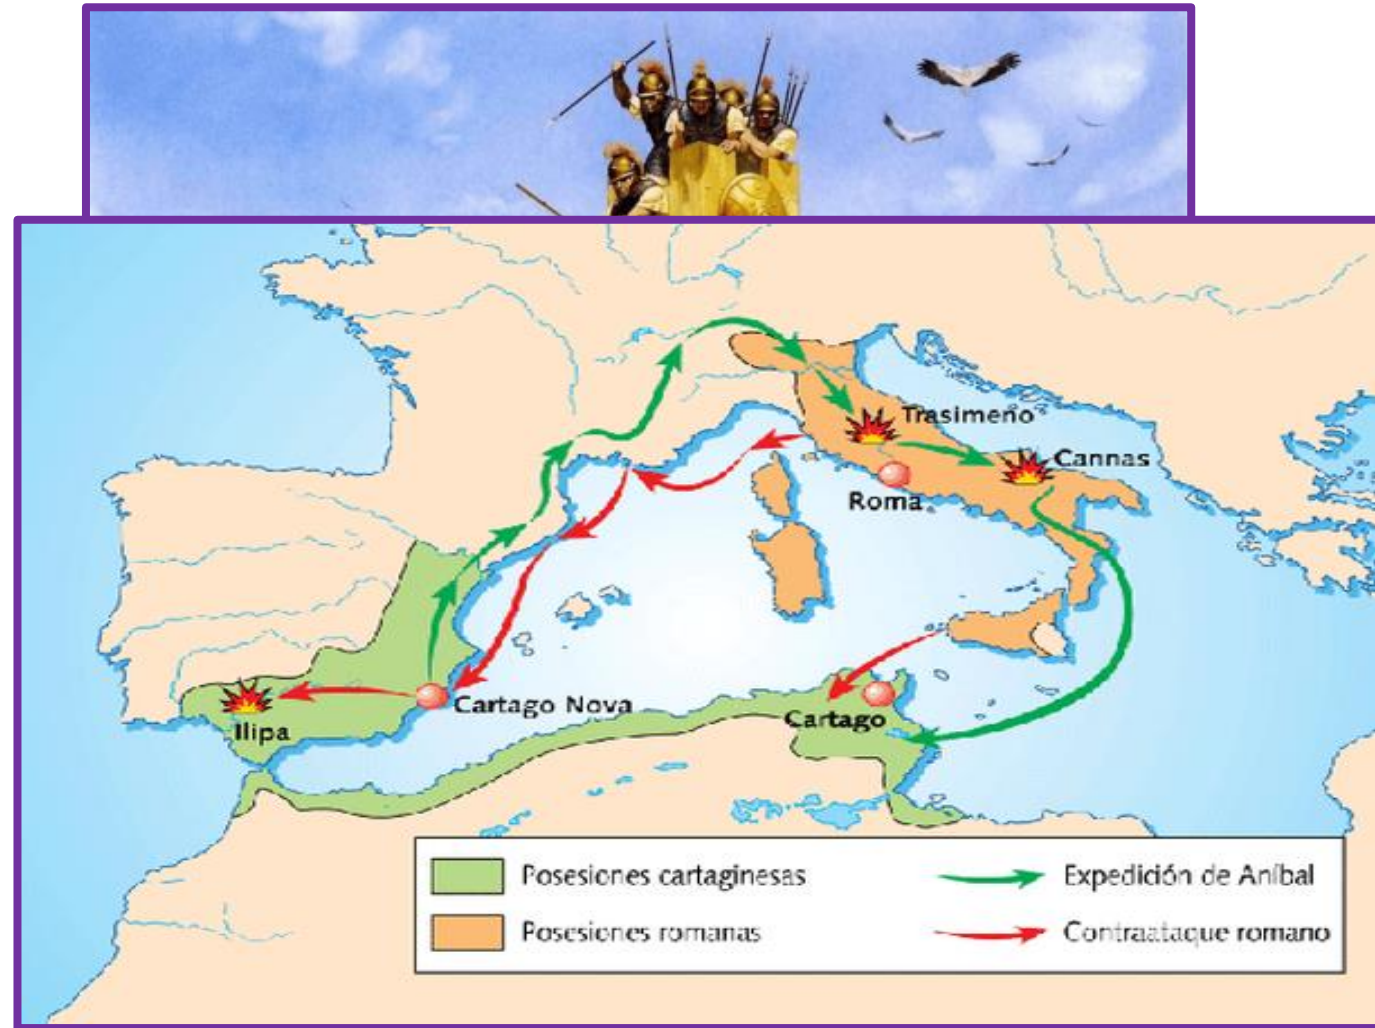 Trasimeno
Cannas
Roma
Cartago Nova
Ilipa
Cartago
Posesiones cartaginesas
Expedición de Aníbal
Posesiones romanas
Contraataque romano